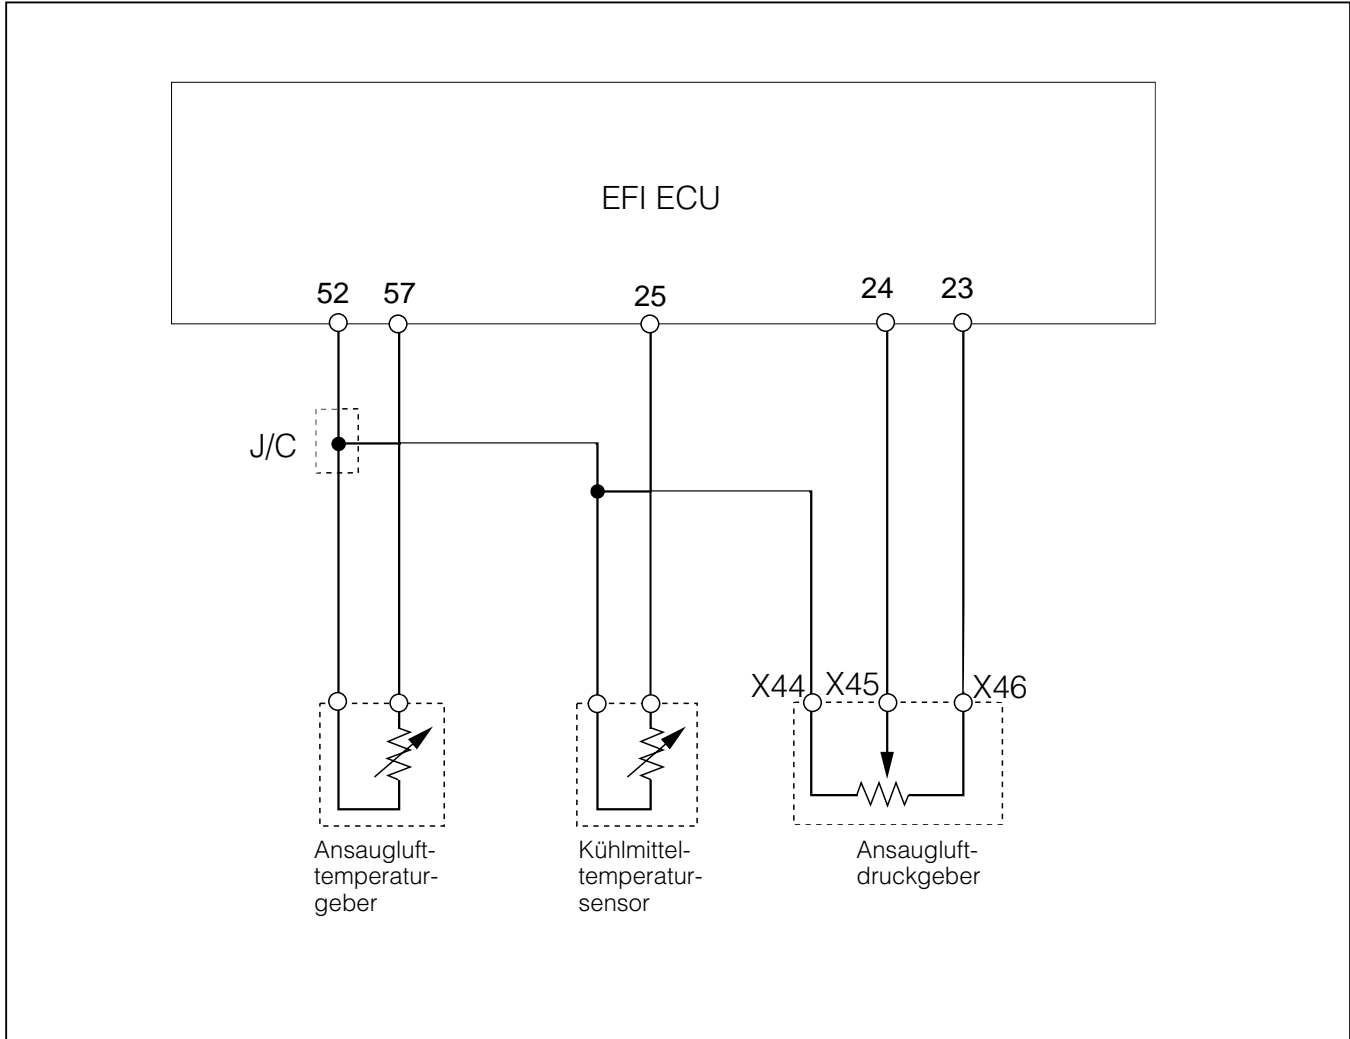 EFI ECU
52 57 25 24 23
J/C
X44 X45 X46
Ansaugluft-
temperatur-
geber
Kühlmittel-
temperatur-
sensor
Ansaugluft-
druckgeber